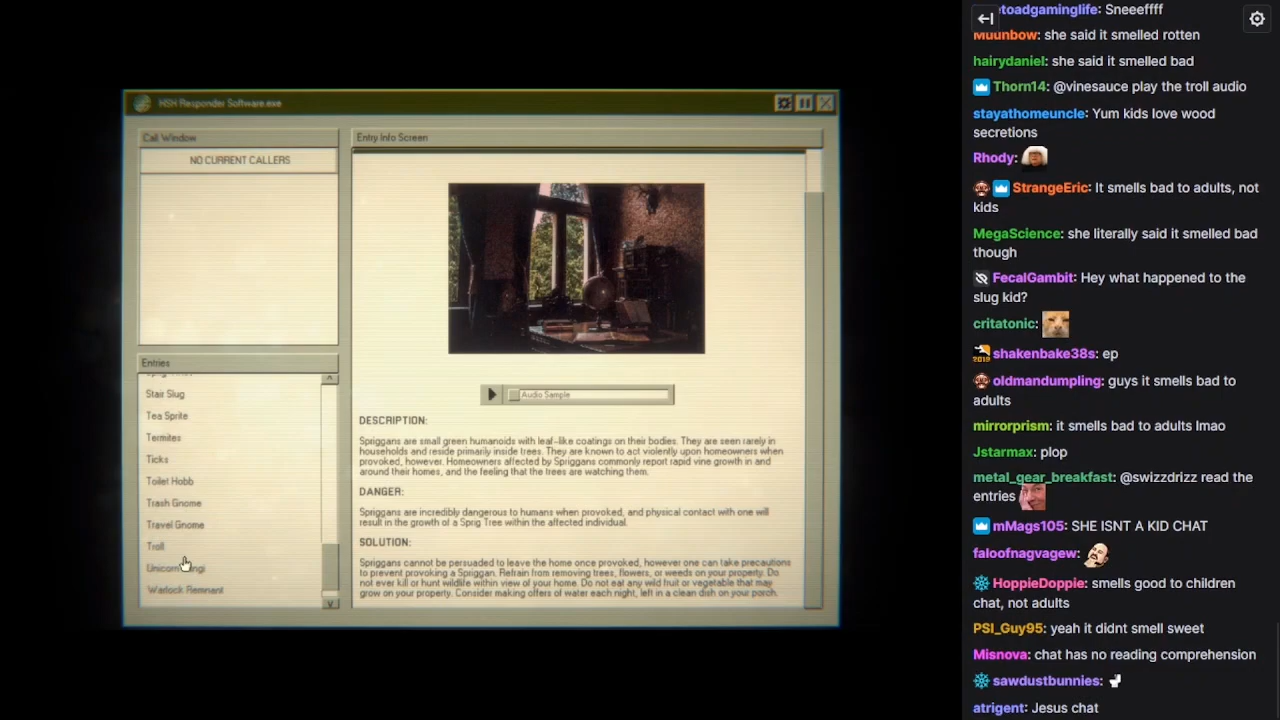 NSH Responder Software.exe
Call Window
NO CURRENT CALLERS
Entries
Stair Slug
Tea Sprite
Termites
Ticks
Toilet Hobb
Trash Gnome
Travel Gnome
Troll
Warlock Remnant
Entry Info Screen
Audio Sample
DESCRIPTION:
Spriggans are small green humanoids with leaf-like coatings on their bodies. They are seen rarely in
households and reside primarily inside trees. They are known to act violently upon homeowners when
provoked, however. Homeowners affected by Spriggans commonly report rapid vine growth in and
around their homes, and the feeling that the trees are watching them.
DANGER:
Spriggans are incredibly dangerous to humans when provoked, and physical contact with one will
result in the growth of a Sprig Tree within the affected individual.
SOLUTION:
Spriggans cannot be persuaded to leave the home once provoked, however one can take precautions
to prevent provoking a Spriggan. Refrain from removing trees, flowers, or weeds on your property. Do
not ever kill or hunt wildlife within view of your home. Do not eat any wild fruit or vegetable that may
grow on your property. Consider making offers of water each night, left in a clean dish on your porch.
toadgaminglife: Sneeeffff
Muunbow: she said it smelled rotten
hairydaniel: she said it smelled bad
Thorn14: @vinesauce play the troll audio
stayathomeuncle: Yum kids love wood
secretions
Rhody:
StrangeEric: It smells bad to adults, not
kids
MegaScience: she literally said it smelled bad
though
FecalGambit: Hey what happened to the
slug kid?
critatonic:
shakenbake38s: ep
oldmandumpling: guys it smells bad to
adults
mirrorprism: it smells bad to adults lmao
Jstarmax: plop
metal_gear_breakfast: @swizzdrizz read the
entries
mMags105: SHE ISNT A KID CHAT
faloofnagvagew:
HoppieDoppie: smells good to children
chat, not adults
PSI_Guy95: yeah it didnt smell sweet
Misnova: chat has no reading comprehension
sawdustbunnies:
atrigent: Jesus chat